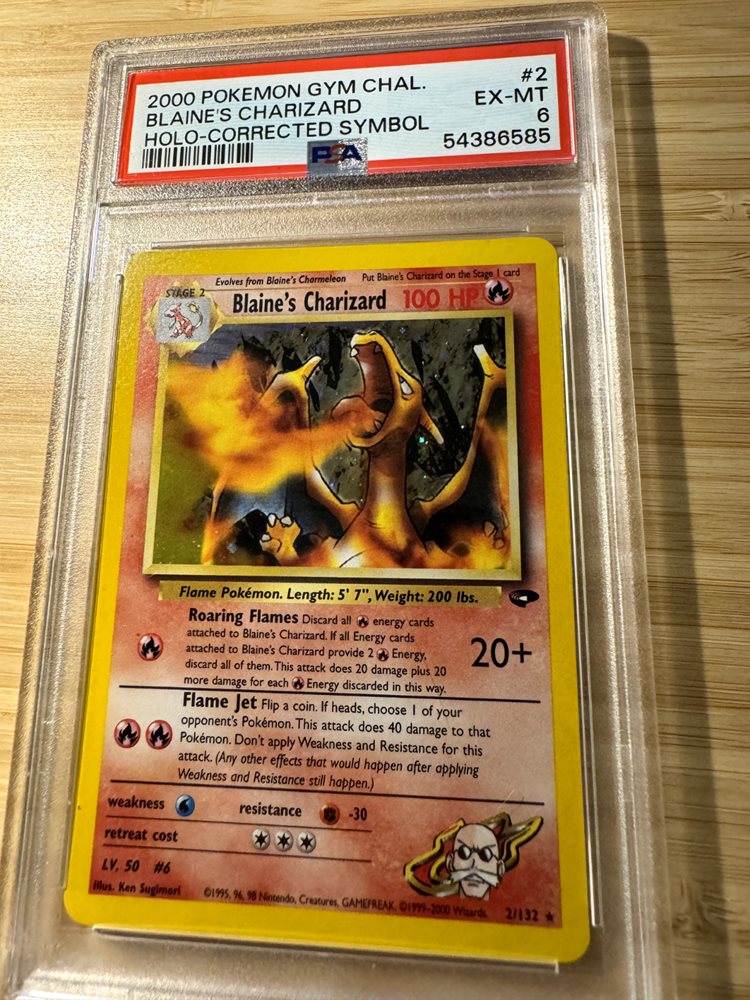 2000 POKEMON GYM CHAL. #2
BLAINE'S CHARIZARD EX-MT
HOLO-CORRECTED SYMBOL 6
PSA 54386585
Evolves from Blaine's Charmeleon Put Blaine's Charizard on the Stage 1 card
STAGE 2
Blaine's Charizard 100 HP
Flame Pokémon. Length: 5' 7", Weight: 200 lbs.
Roaring Flames Discard all energy cards
attached to Blaine's Charizard. If all Energy cards
attached to Blaine's Charizard provide 2 Energy,
discard all of them. This attack does 20 damage plus 20
more damage for each Energy discarded in this way.
20+
Flame Jet Flip a coin. If heads, choose 1 of your
opponent's Pokémon. This attack does 40 damage to that
Pokémon. Don't apply Weakness and Resistance for this
attack. (Any other effects that would happen after applying
Weakness and Resistance still happen.)
weakness resistance -30
retreat cost
LV. 50 #6
Illus. Ken Sugimori ©1995, 96, 98 Nintendo, Creatures, GAMEFREAK. ©1999-2000 Wizards. 2/132 ★